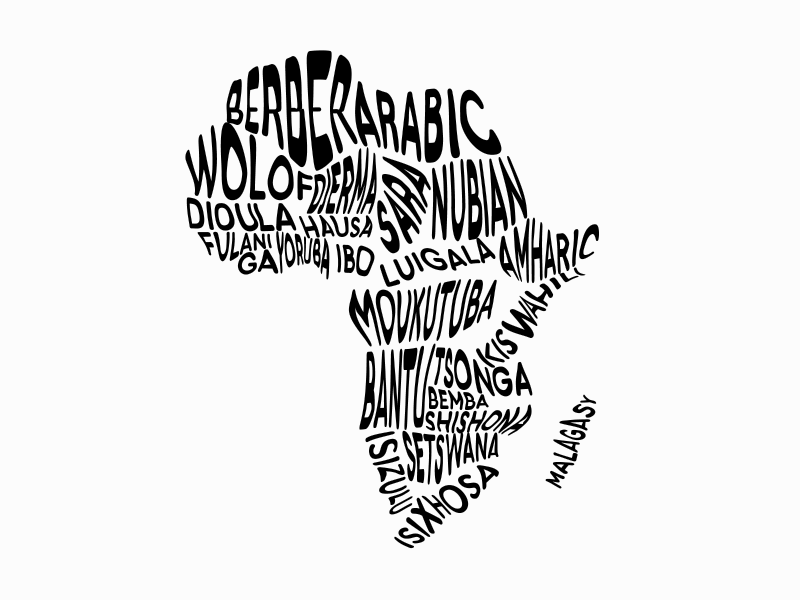 BERBER
ARABIC
WOLOF
DJERMA
SARA
NUBIAN
DIOULA
HAUSA
FULANI
GA
YORUBA
IBO
LUIGALA
AMHARIC
MOUKUTUBA
KISWAHILI
BANTU
TSONGA
BEMBA
SHISHONA
ISIZULU
SETSWANA
ISIXHOSA
MALAGASY